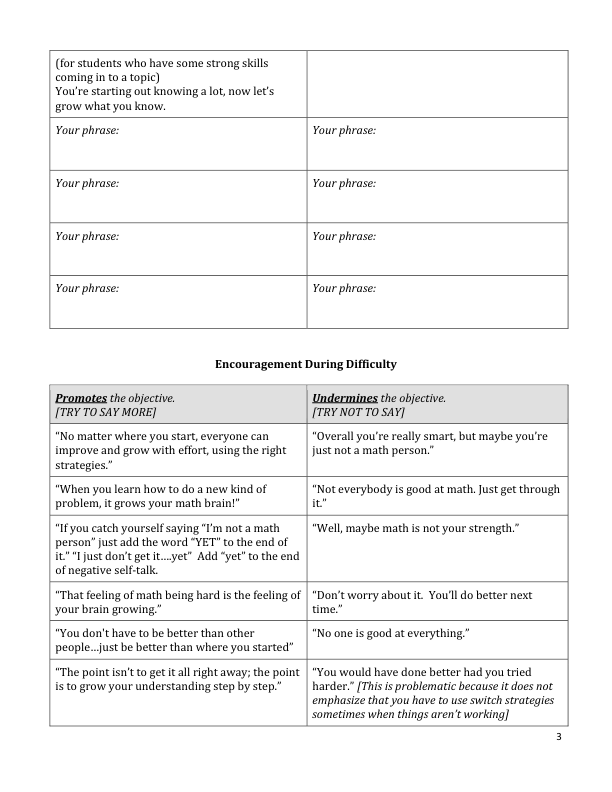 (for students who have some strong skills
coming in to a topic)
You're starting out knowing a lot, now let's
grow what you know.
Your phrase:
Your phrase:
Your phrase:
Your phrase:
Your phrase:
Your phrase:
Your phrase:
Your phrase:
Encouragement During Difficulty
Promotes the objective.
[TRY TO SAY MORE]
Undermines the objective.
[TRY NOT TO SAY]
“No matter where you start, everyone can
improve and grow with effort, using the right
strategies.”
“Overall you're really smart, but maybe you're
just not a math person.”
“When you learn how to do a new kind of
problem, it grows your math brain!”
“Not everybody is good at math. Just get through
it.”
“If you catch yourself saying “I'm not a math
person” just add the word “YET” to the end of
it.” “I just don't get it….yet”  Add “yet” to the end
of negative self-talk.
“Well, maybe math is not your strength.”
“That feeling of math being hard is the feeling of
your brain growing.”
“Don't worry about it.  You'll do better next
time.”
“You don't have to be better than other
people…just be better than where you started”
“No one is good at everything.”
“The point isn't to get it all right away; the point
is to grow your understanding step by step.”
“You would have done better had you tried
harder.” [This is problematic because it does not
emphasize that you have to use switch strategies
sometimes when things aren't working]
3